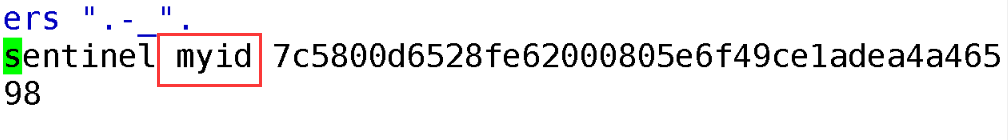 ers ".-_".
sentinel myid 7c5800d6528fe62000805e6f49ce1adea4a465
98